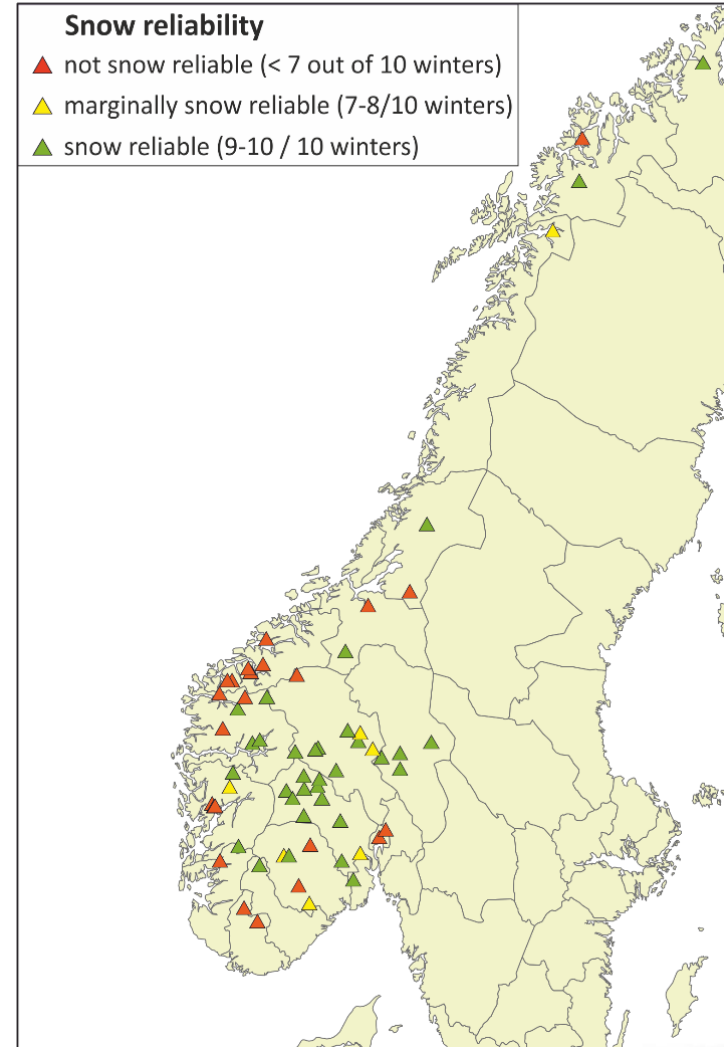 Snow reliability
not snow reliable (< 7 out of 10 winters)
marginally snow reliable (7-8/10 winters)
snow reliable (9-10 / 10 winters)